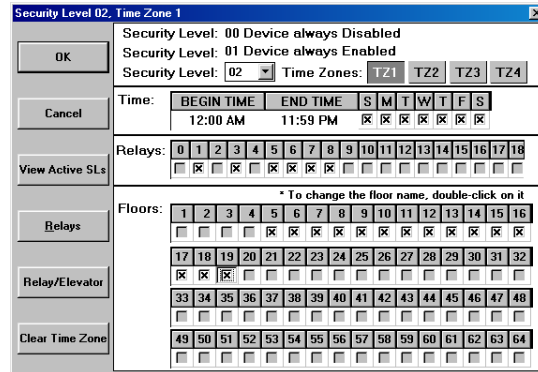 Security Level 02, Time Zone 1
Security Level: 00 Device always Disabled
Security Level: 01 Device always Enabled
Security Level: 02 Time Zones: TZ1 TZ2 TZ3 TZ4
OK
Cancel
View Active SLs
Relays
Relay/Elevator
Clear Time Zone
Time: BEGIN TIME END TIME S M T W T F S
12:00 AM 11:59 PM
Relays: 0 1 2 3 4 5 6 7 8 9 10 11 12 13 14 15 16 17 18
* To change the floor name, double-click on it
Floors: 1 2 3 4 5 6 7 8 9 10 11 12 13 14 15 16
17 18 19 20 21 22 23 24 25 26 27 28 29 30 31 32
33 34 35 36 37 38 39 40 41 42 43 44 45 46 47 48
49 50 51 52 53 54 55 56 57 58 59 60 61 62 63 64